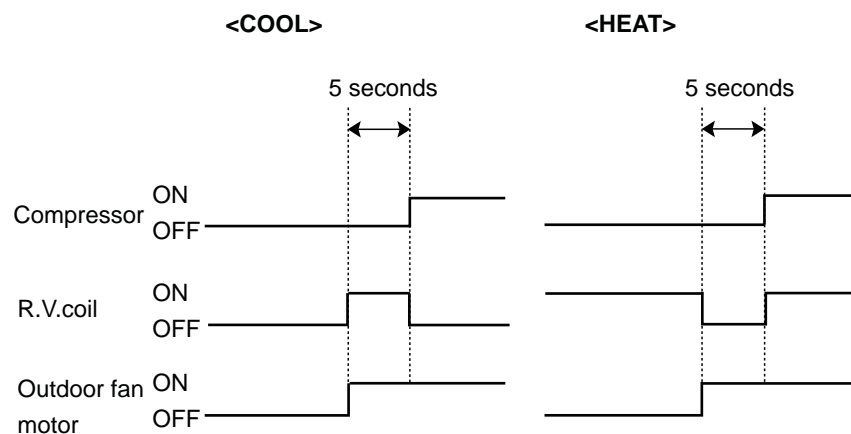 <COOL>
<HEAT>
5 seconds
5 seconds
Compressor
ON
OFF
R.V.coil
ON
OFF
Outdoor fan
motor
ON
OFF